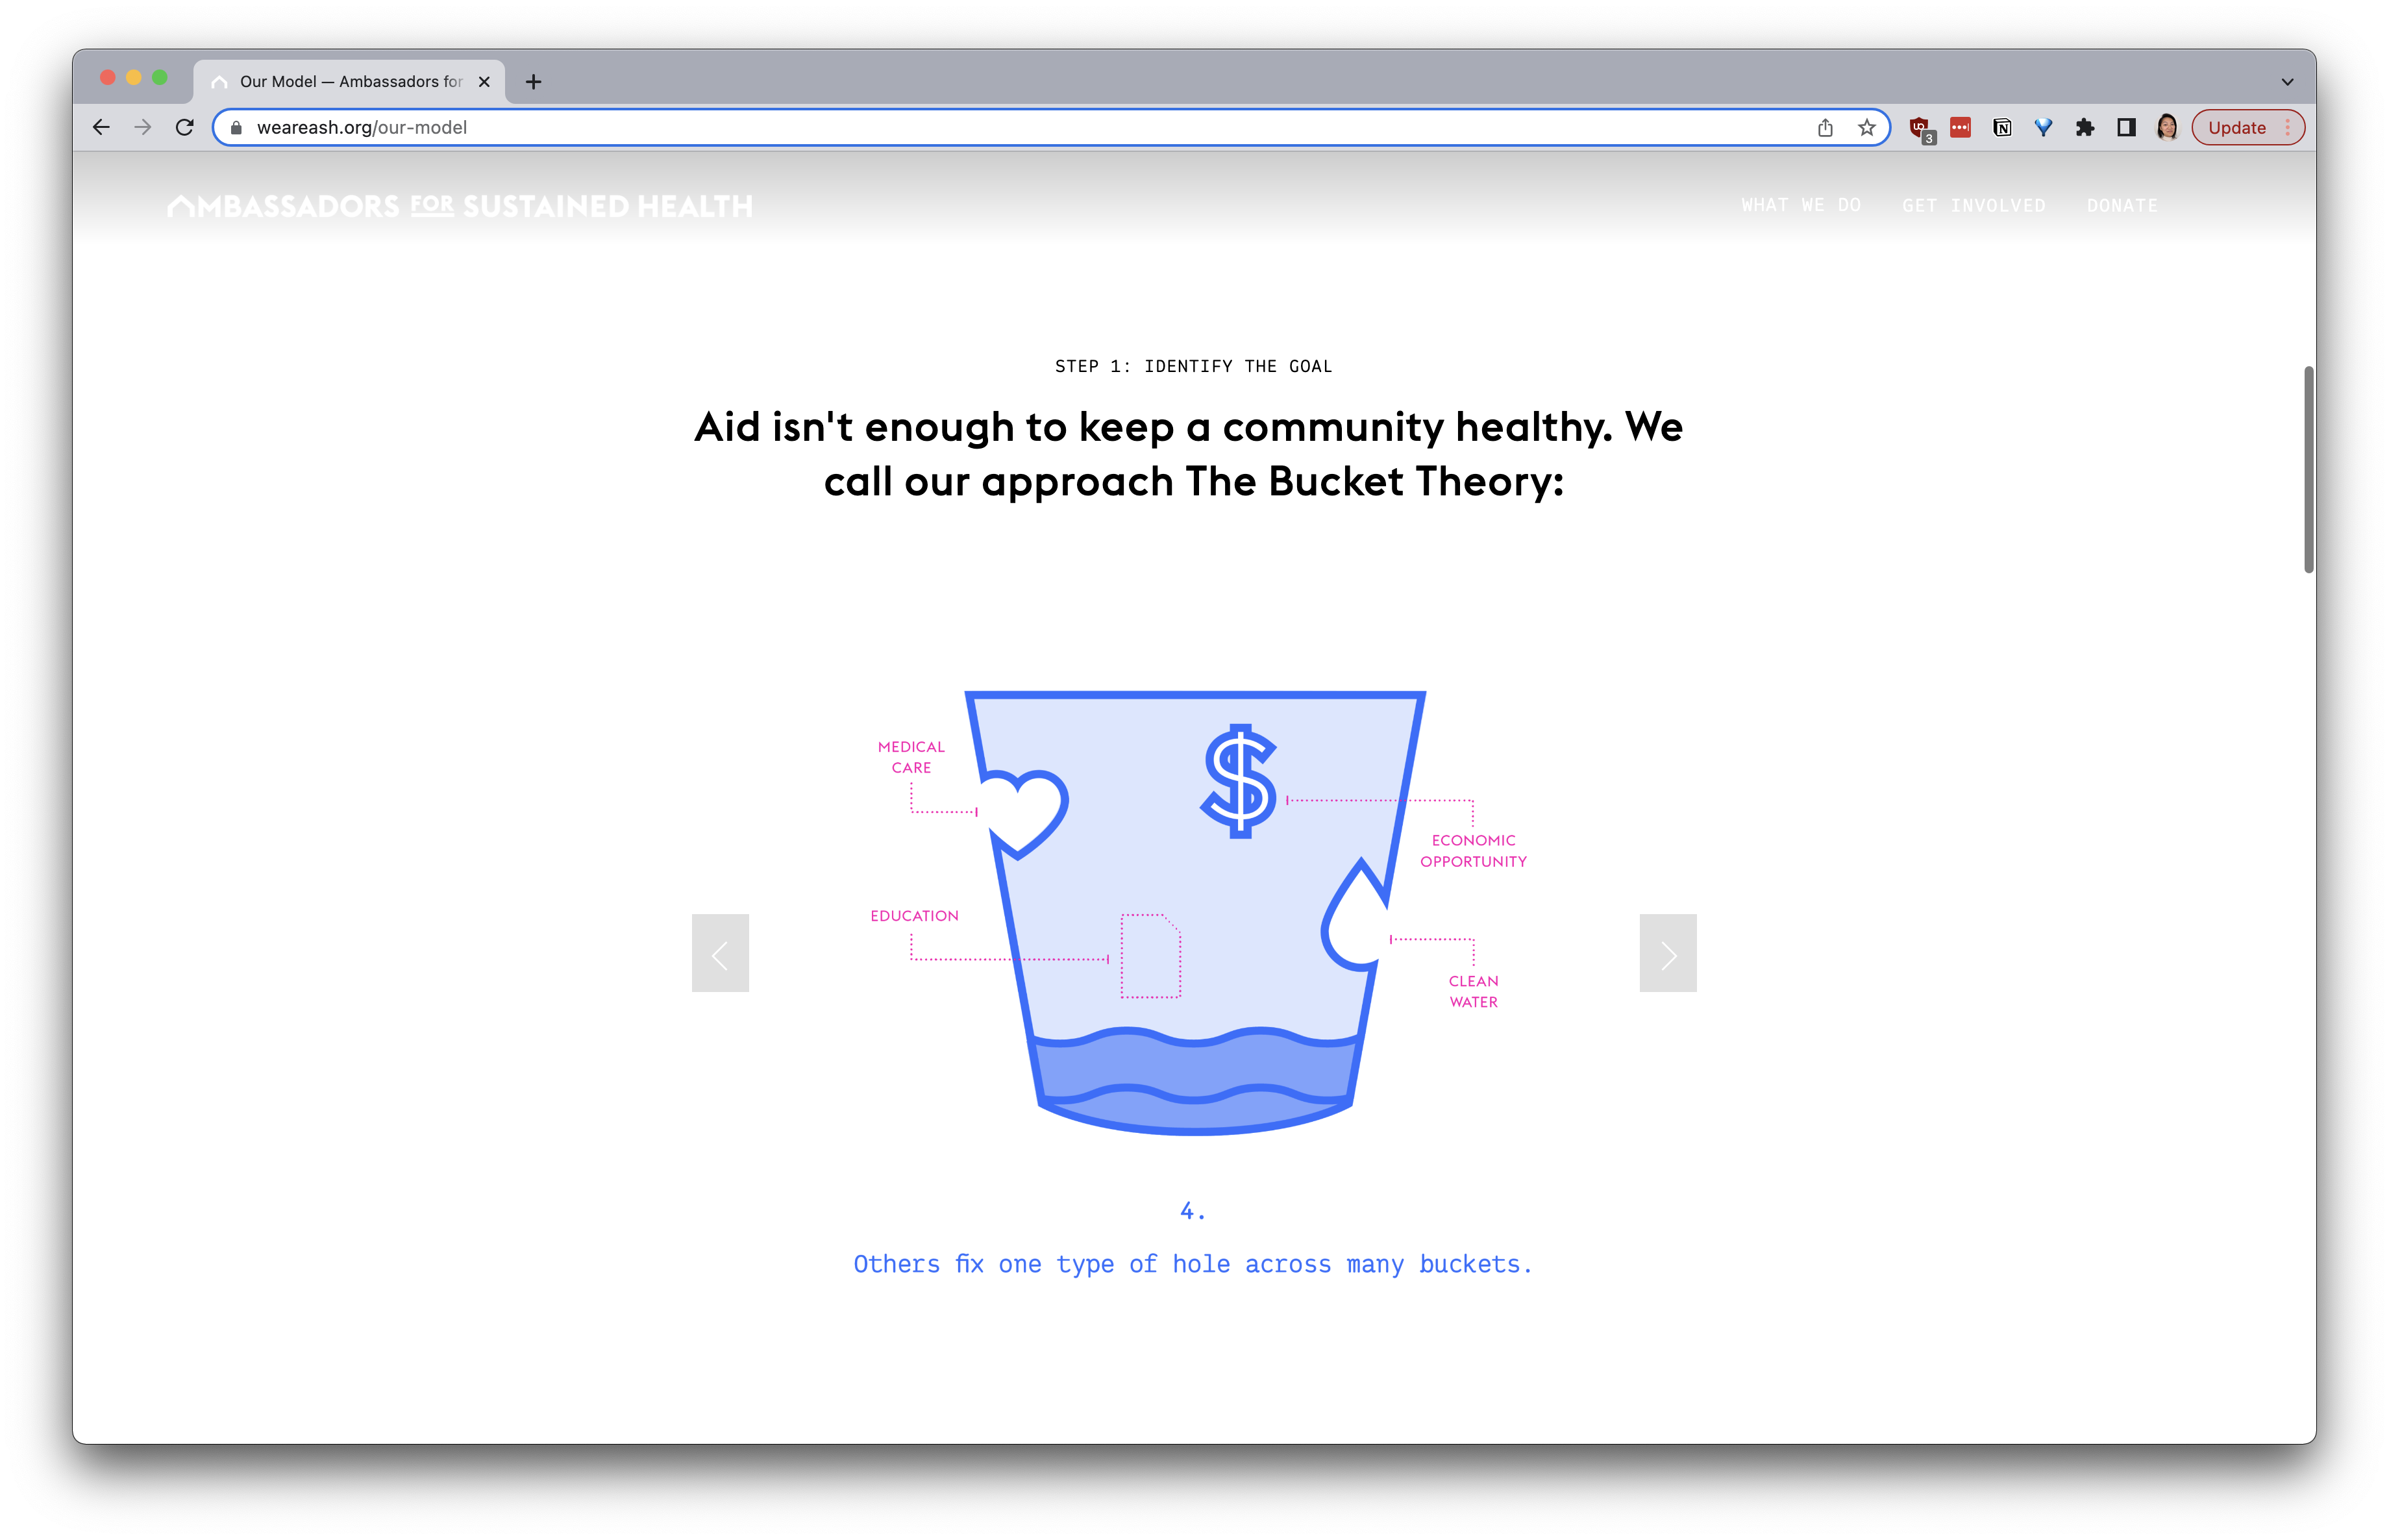 Our Model — Ambassadors for
weareash.org/our-model
3
Update
AMBASSADORS FOR SUSTAINED HEALTH
WHAT WE DO
GET INVOLVED
DONATE
STEP 1: IDENTIFY THE GOAL
Aid isn't enough to keep a community healthy. We
call our approach The Bucket Theory:
MEDICAL
CARE
$
ECONOMIC
OPPORTUNITY
EDUCATION
CLEAN
WATER
4.
Others fix one type of hole across many buckets.